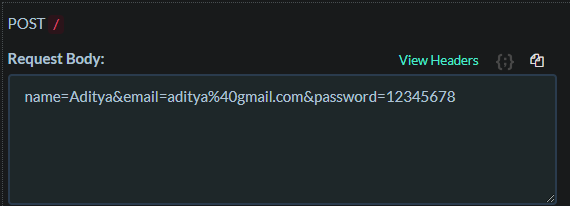 POST /
Request Body:
View Headers {;}
name=Aditya&email=aditya%40gmail.com&password=12345678